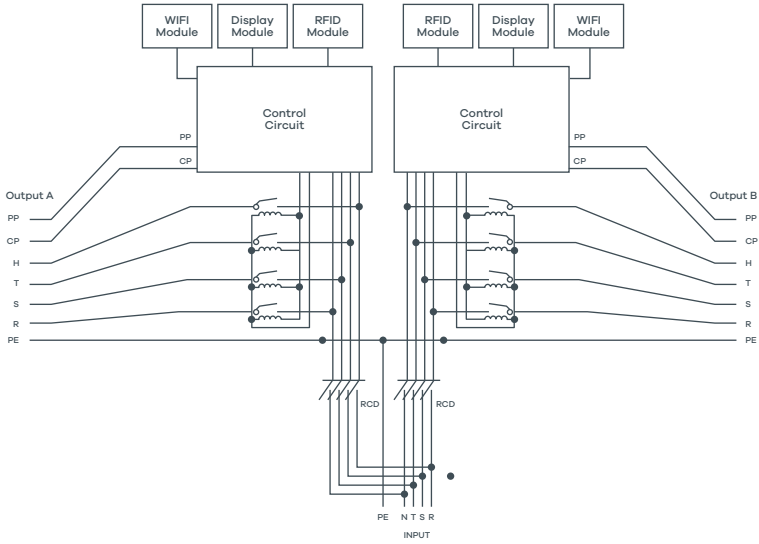 WIFI
Module
Display
Module
RFID
Module
RFID
Module
Display
Module
WIFI
Module
Control
Circuit
Control
Circuit
PP
CP
PP
CP
Output A
PP
CP
H
T
S
R
PE
Output B
PP
CP
H
T
S
R
PE
RCD
RCD
PE N T S R
INPUT